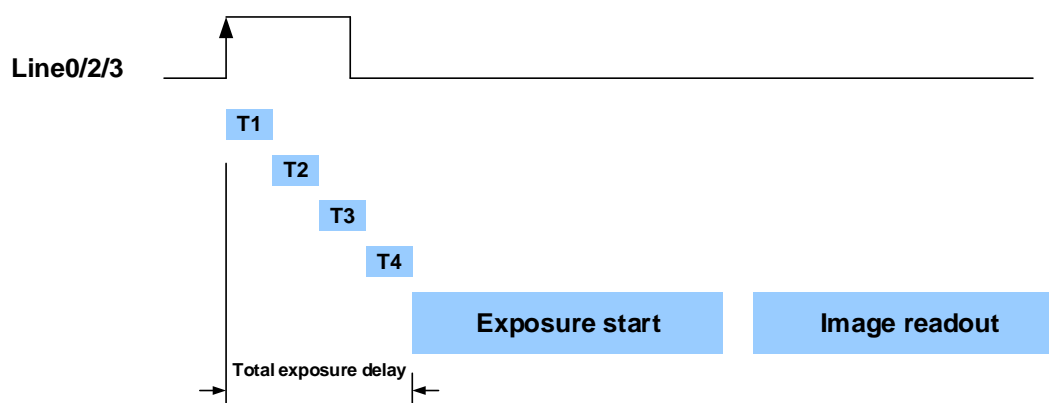 Line0/2/3
T1
T2
T3
T4
Exposure start
Image readout
Total exposure delay